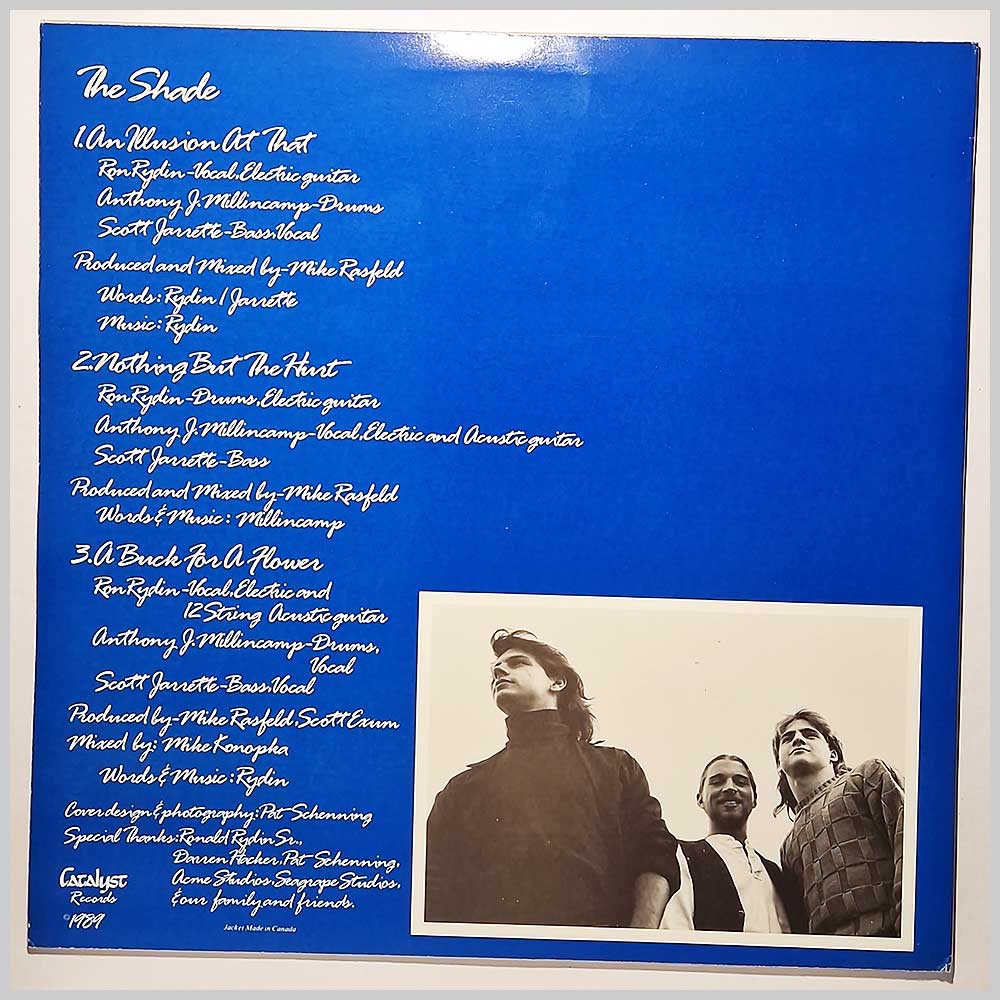 The Shade
1. An Illusion At That
Ron Rydin - Vocal, Electric guitar
Anthony J. Millincamp - Drums
Scott Jarrette - Bass, Vocal
Produced and Mixed by - Mike Rasfeld
Words: Rydin / Jarrette
Music: Rydin
2. Nothing But The Hurt
Ron Rydin - Drums, Electric guitar
Anthony J. Millincamp - Vocal, Electric and Acustic guitar
Scott Jarrette - Bass
Produced and Mixed by - Mike Rasfeld
Words & Music: Millincamp
3. A Buck For A Flower
Ron Rydin - Vocal, Electric and
12 String Acustic guitar
Anthony J. Millincamp - Drums,
Vocal
Scott Jarrette - Bass, Vocal
Produced by - Mike Rasfeld, Scott Exum
Mixed by: Mike Konopka
Words & Music: Rydin
Cover design & photography: Pat Schenning
Special Thanks: Ronald Rydin Sr.,
Darren Hacker, Pat Schenning,
Acme Studios, Seagrape Studios,
& our family and friends.
Catalyst
Records
©1989
Jacket Made in Canada